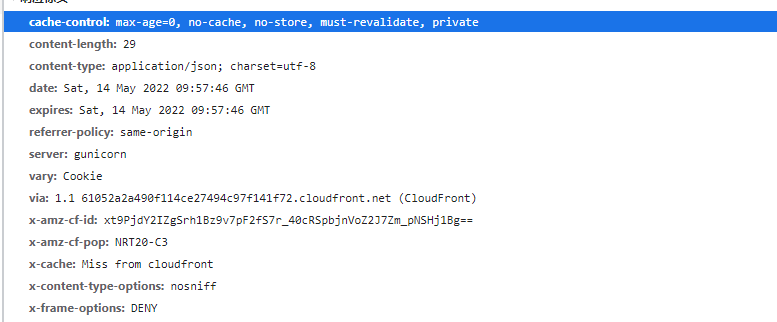 cache-control: max-age=0, no-cache, no-store, must-revalidate, private
content-length: 29
content-type: application/json; charset=utf-8
date: Sat, 14 May 2022 09:57:46 GMT
expires: Sat, 14 May 2022 09:57:46 GMT
referrer-policy: same-origin
server: gunicorn
vary: Cookie
via: 1.1 61052a2a490f114ce27494c97f141f72.cloudfront.net (CloudFront)
x-amz-cf-id: xt9PjdY2IZgSrh1Bz9v7pF2fS7r_40cRSpbjnVoZ2J7Zm_pNSHj1Bg==
x-amz-cf-pop: NRT20-C3
x-cache: Miss from cloudfront
x-content-type-options: nosniff
x-frame-options: DENY